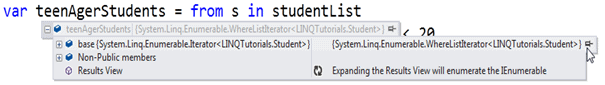 var teenAgerStudents = from s in studentList
teenAgerStudents {System.Linq.Enumerable.WhereListIterator<LINQTutorials.Student>} < 20
base {System.Linq.Enumerable.Iterator<LINQTutorials.Student>} {System.Linq.Enumerable.WhereListIterator<LINQTutorials.Student>}
Non-Public members
Results View Expanding the Results View will enumerate the IEnumerable